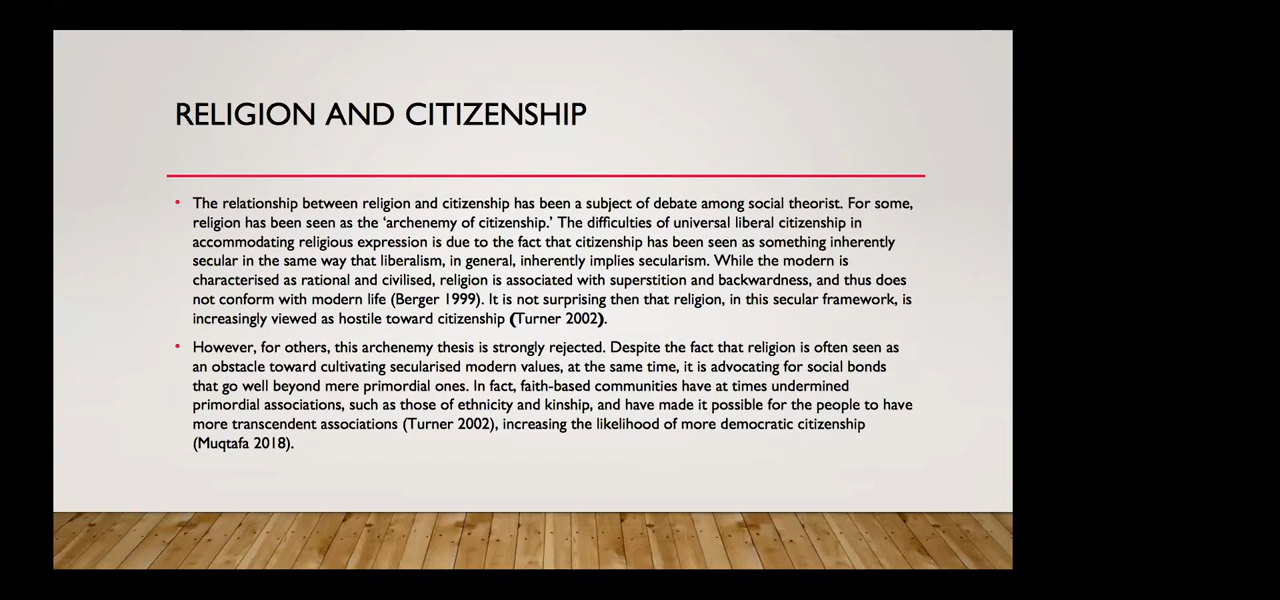 RELIGION AND CITIZENSHIP
• The relationship between religion and citizenship has been a subject of debate among social theorist. For some,
religion has been seen as the ‘archenemy of citizenship.’ The difficulties of universal liberal citizenship in
accommodating religious expression is due to the fact that citizenship has been seen as something inherently
secular in the same way that liberalism, in general, inherently implies secularism. While the modern is
characterised as rational and civilised, religion is associated with superstition and backwardness, and thus does
not conform with modern life (Berger 1999). It is not surprising then that religion, in this secular framework, is
increasingly viewed as hostile toward citizenship (Turner 2002).
• However, for others, this archenemy thesis is strongly rejected. Despite the fact that religion is often seen as
an obstacle toward cultivating secularised modern values, at the same time, it is advocating for social bonds
that go well beyond mere primordial ones. In fact, faith-based communities have at times undermined
primordial associations, such as those of ethnicity and kinship, and have made it possible for the people to have
more transcendent associations (Turner 2002), increasing the likelihood of more democratic citizenship
(Muqtafa 2018).